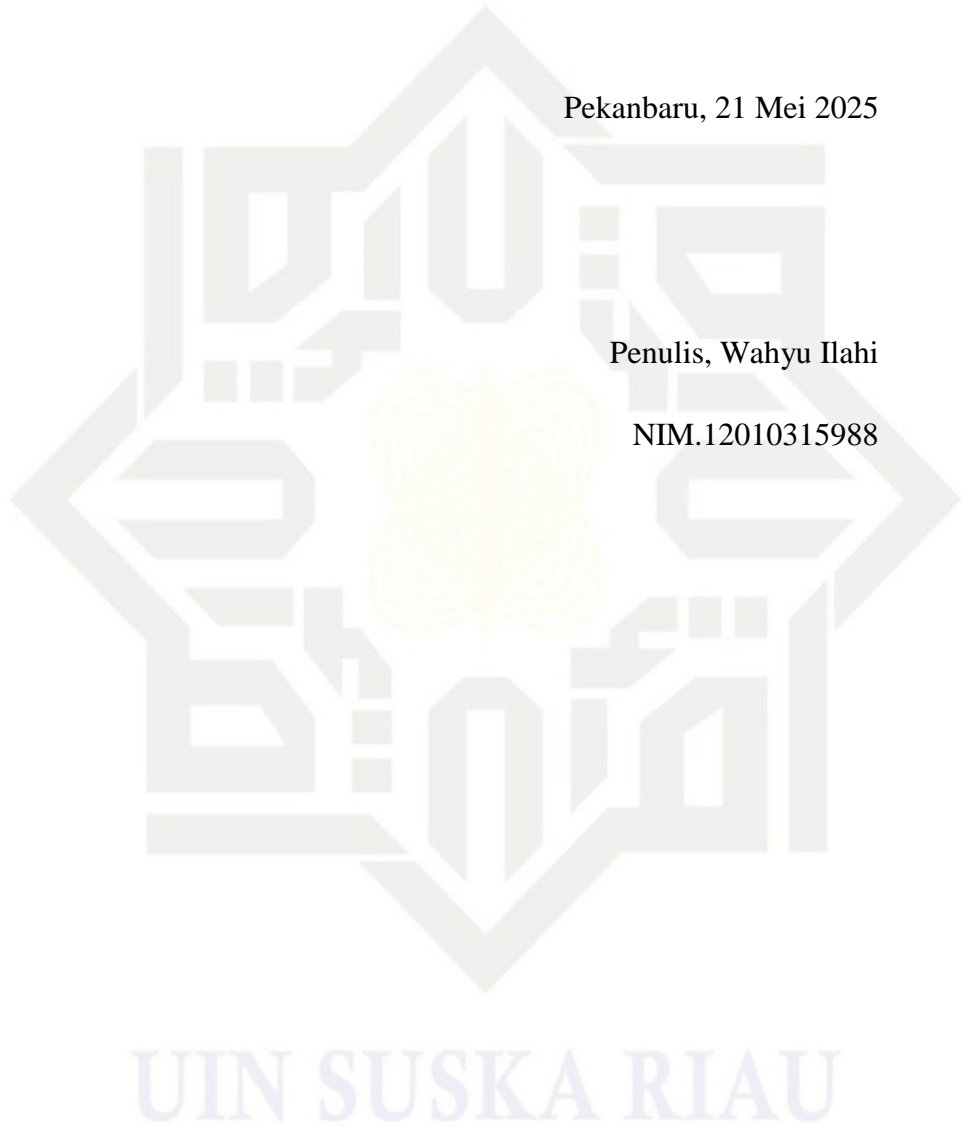 Pekanbaru, 21 Mei 2025
Penulis, Wahyu Ilahi
NIM.12010315988
UIN SUSKA RIAU